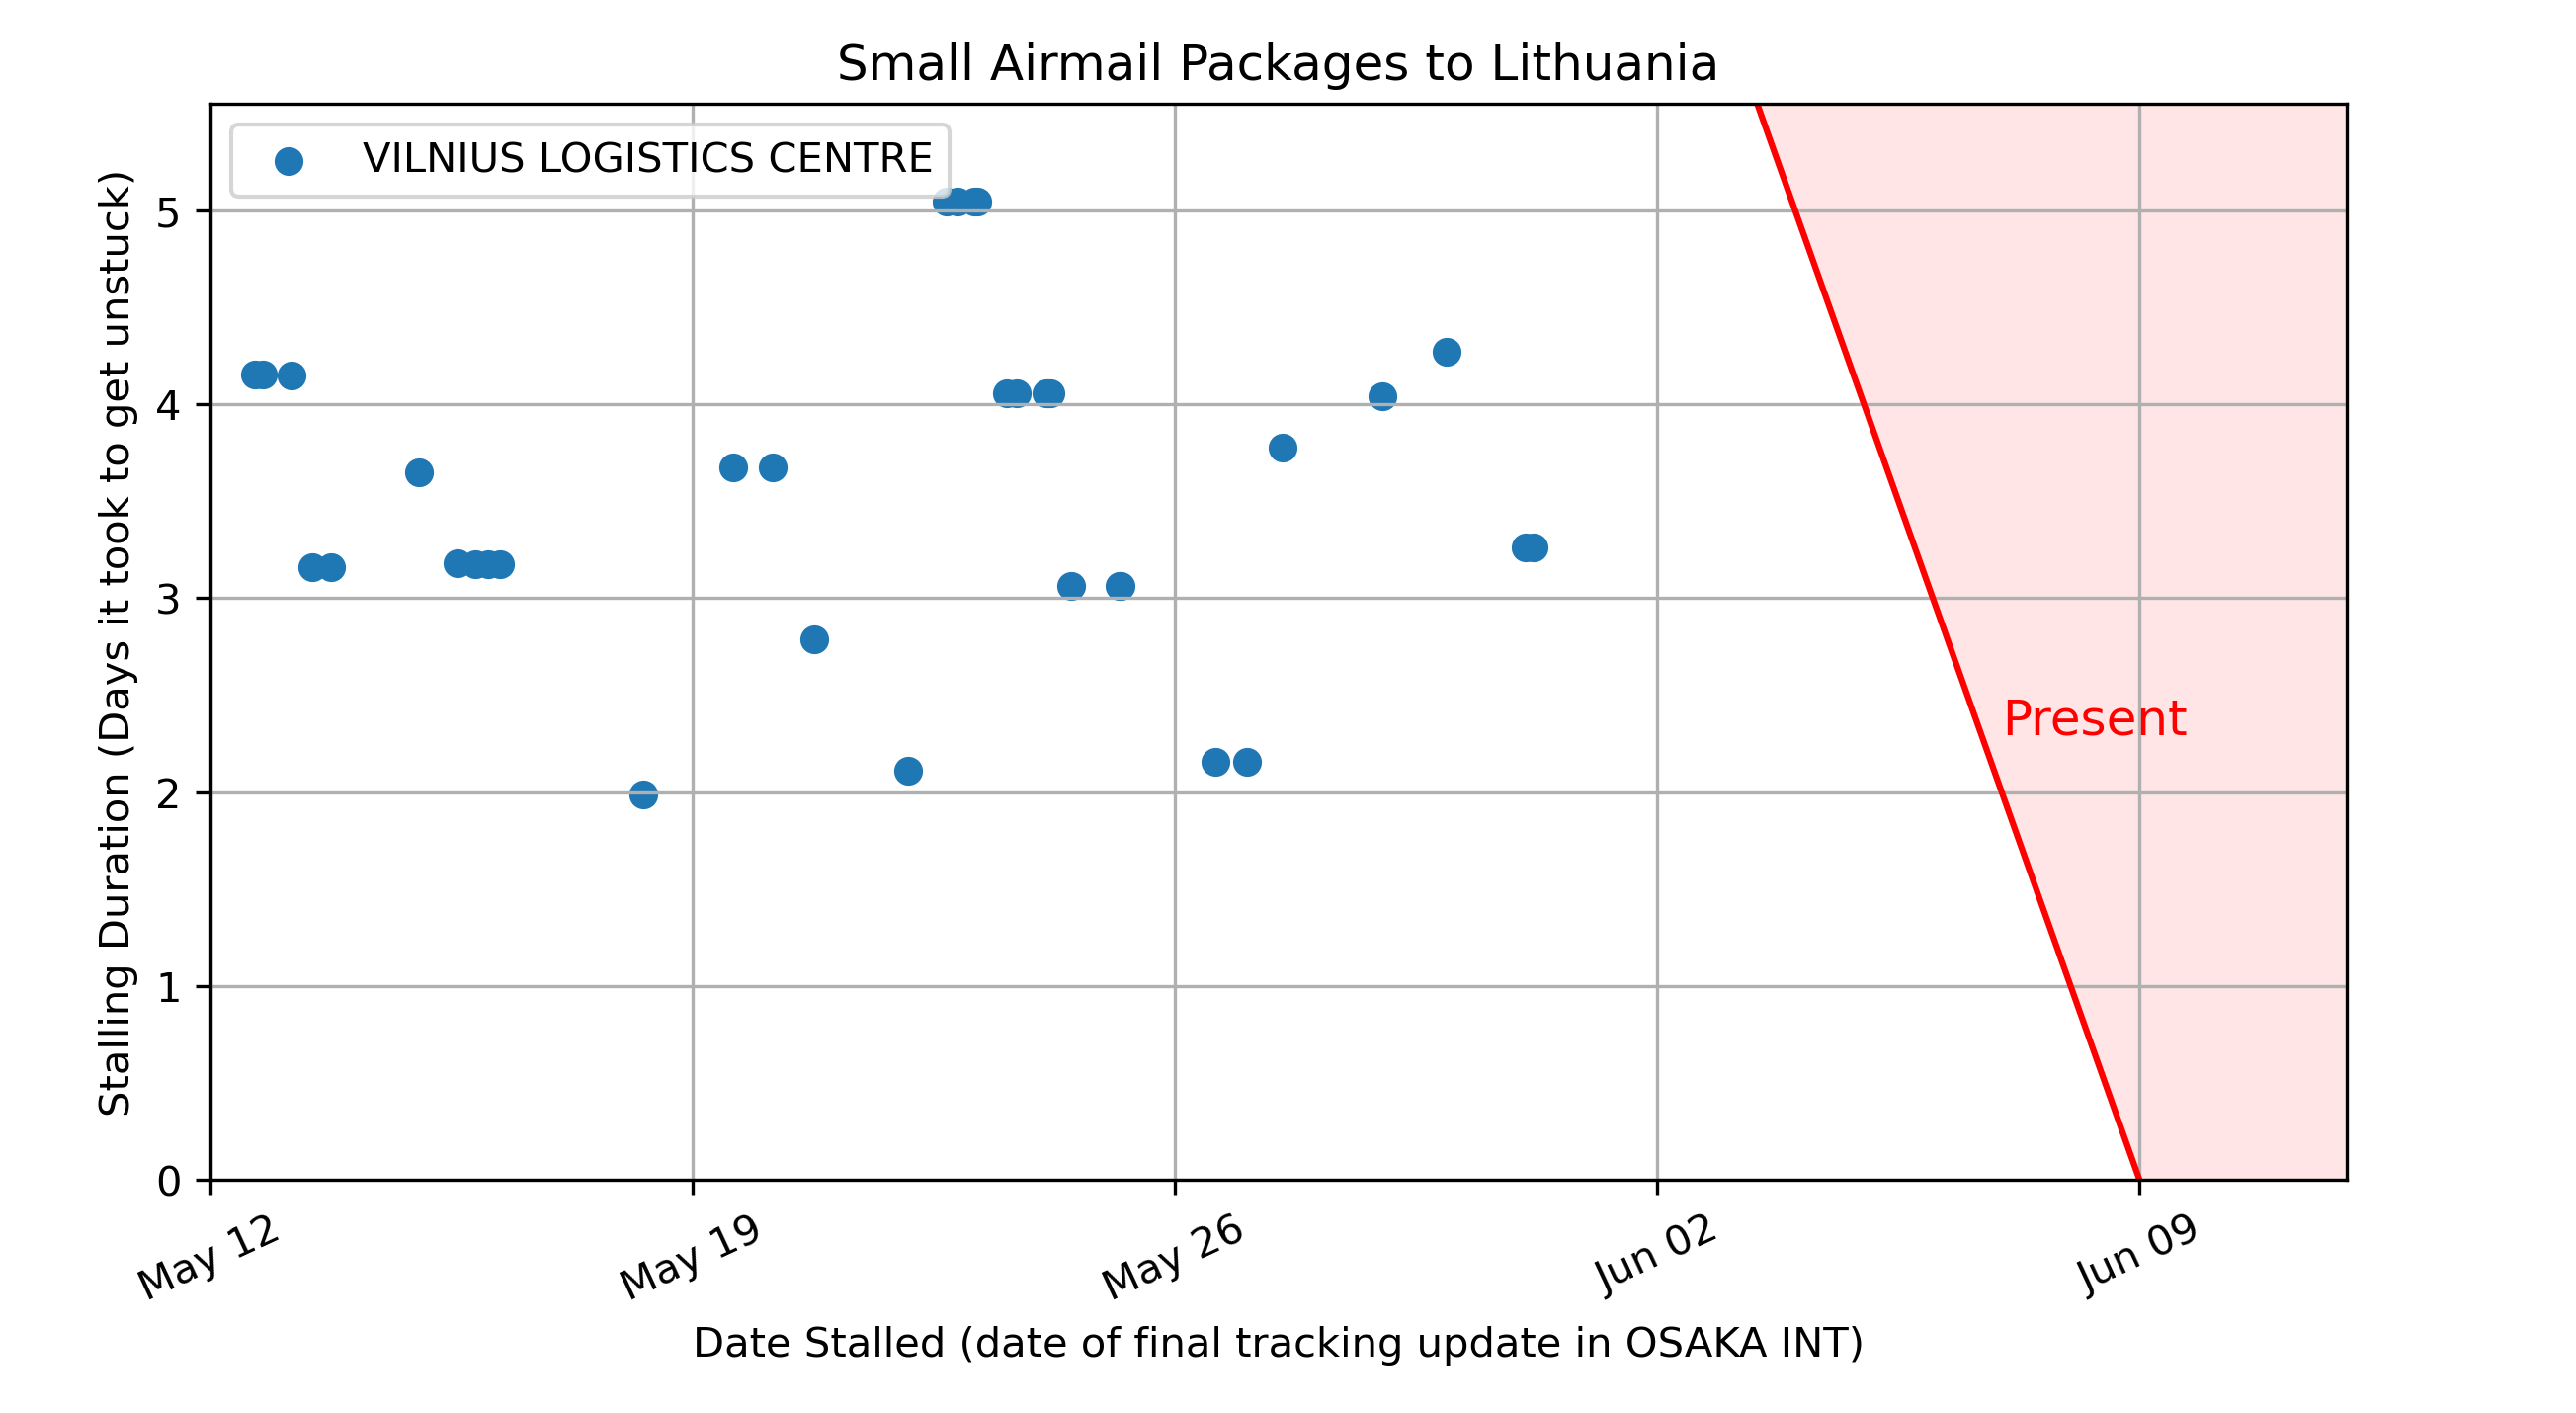 Small Airmail Packages to Lithuania
VILNIUS LOGISTICS CENTRE
Stalling Duration (Days it took to get unstuck)
5
4
3
2
1
0
Present
May 12
May 19
May 26
Jun 02
Jun 09
Date Stalled (date of final tracking update in OSAKA INT)